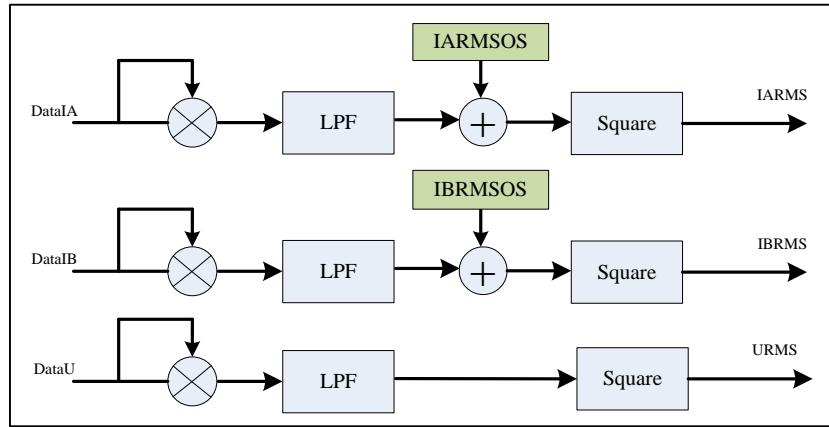 IARMSOS
DataIA
LPF
+
Square
IARMS
IBRMSOS
DataIB
LPF
+
Square
IBRMS
DataU
LPF
Square
URMS